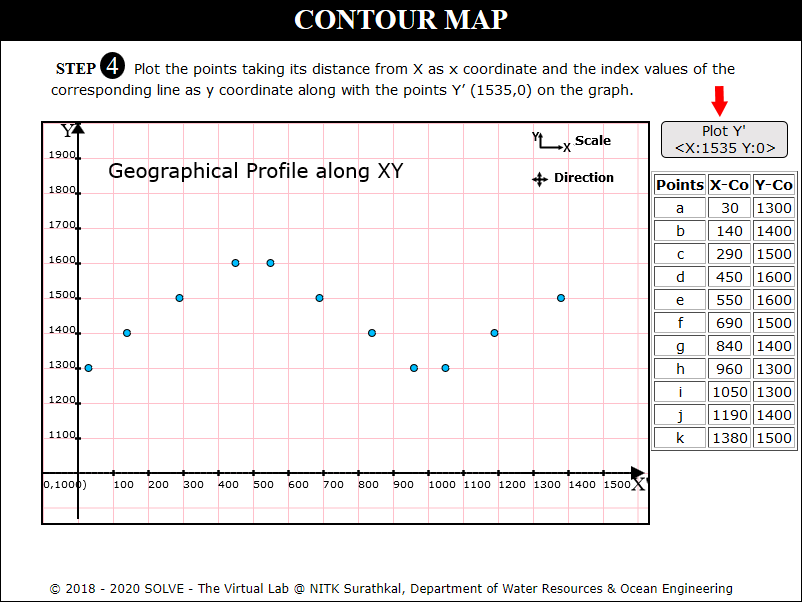 CONTOUR MAP
STEP 4 Plot the points taking its distance from X as x coordinate and the index values of the
corresponding line as y coordinate along with the points Y’ (1535,0) on the graph.
Plot Y'
<X:1535 Y:0>
Y
Geographical Profile along XY
Y X Scale
Direction
1900
1800
1700
1600
1500
1400
1300
1200
1100
0,1000) 100 200 300 400 500 600 700 800 900 1000 1100 1200 1300 1400 1500 X'
Points X-Co Y-Co
a 30 1300
b 140 1400
c 290 1500
d 450 1600
e 550 1600
f 690 1500
g 840 1400
h 960 1300
i 1050 1300
j 1190 1400
k 1380 1500
© 2018 - 2020 SOLVE - The Virtual Lab @ NITK Surathkal, Department of Water Resources & Ocean Engineering